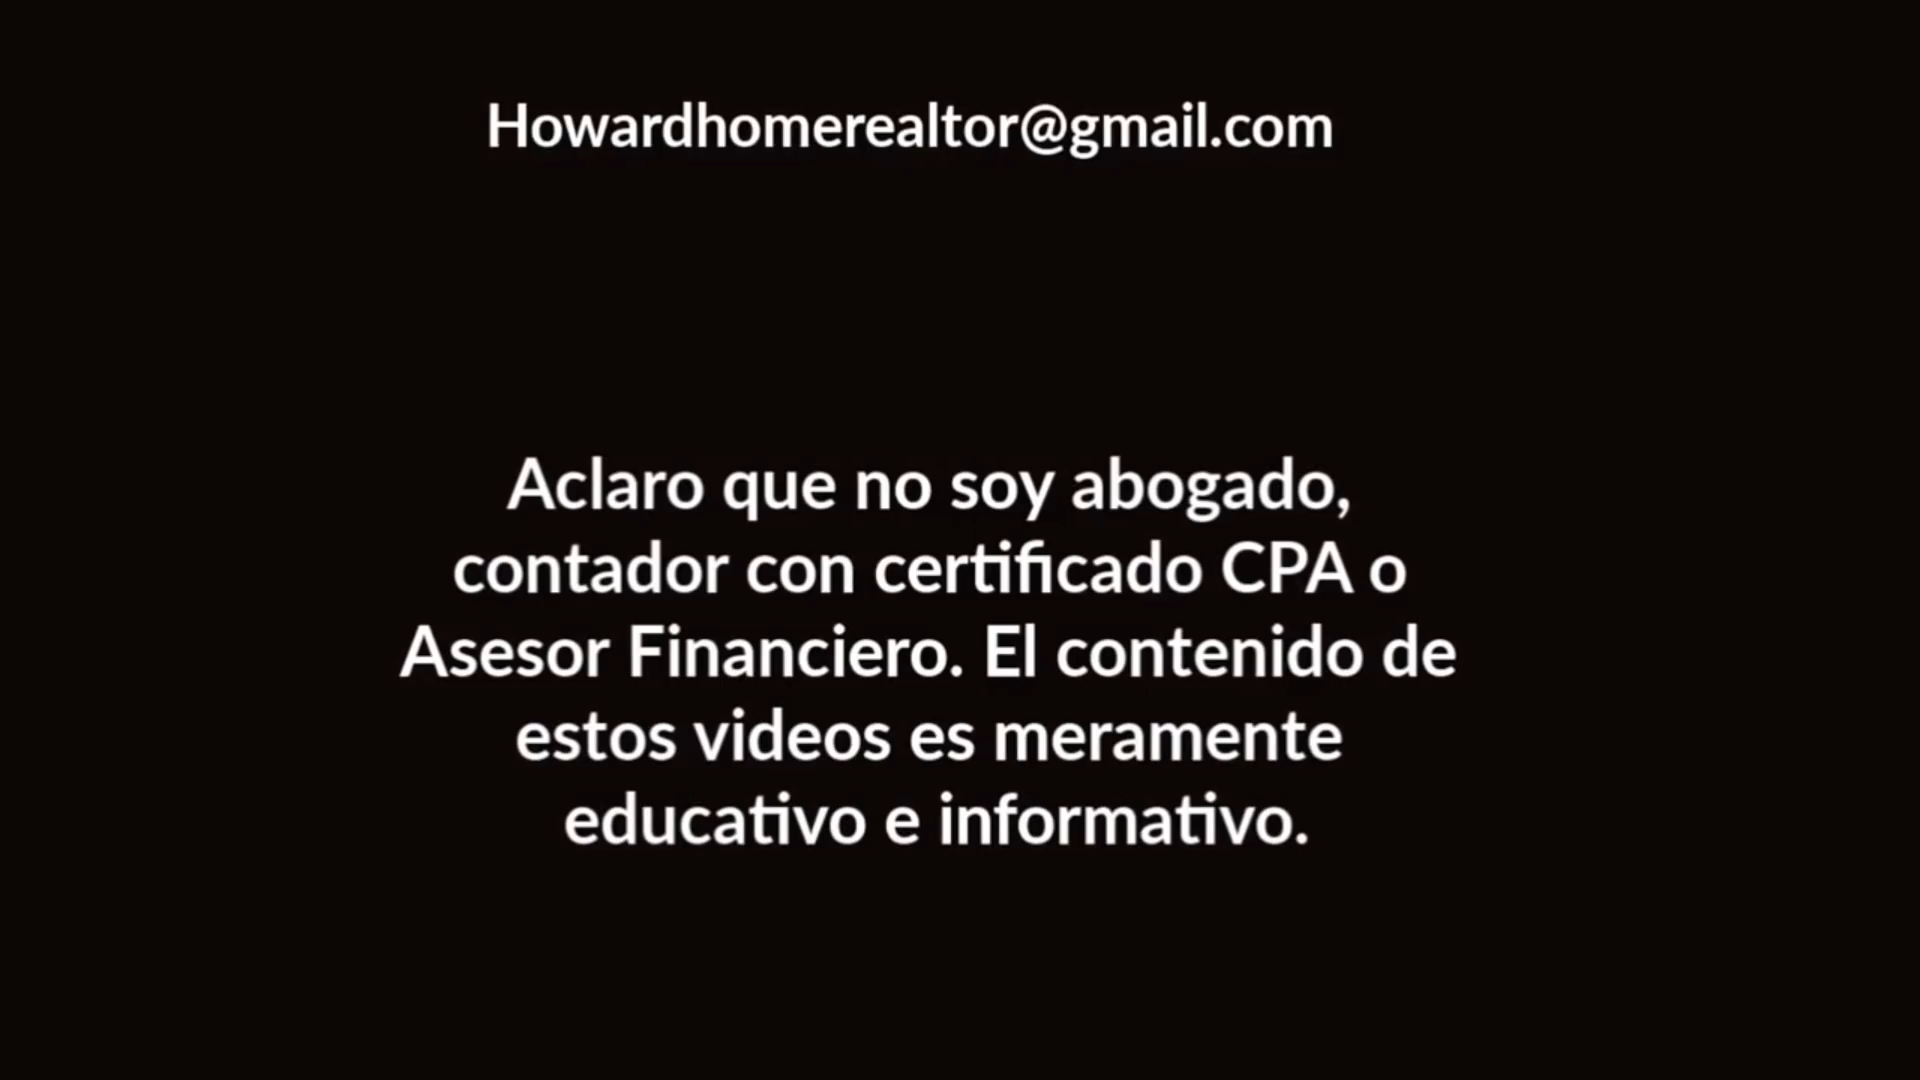 Howardhomerealtor@gmail.com
Aclaro que no soy abogado,
contador con certificado CPA o
Asesor Financiero. El contenido de
estos videos es meramente
educativo e informativo.